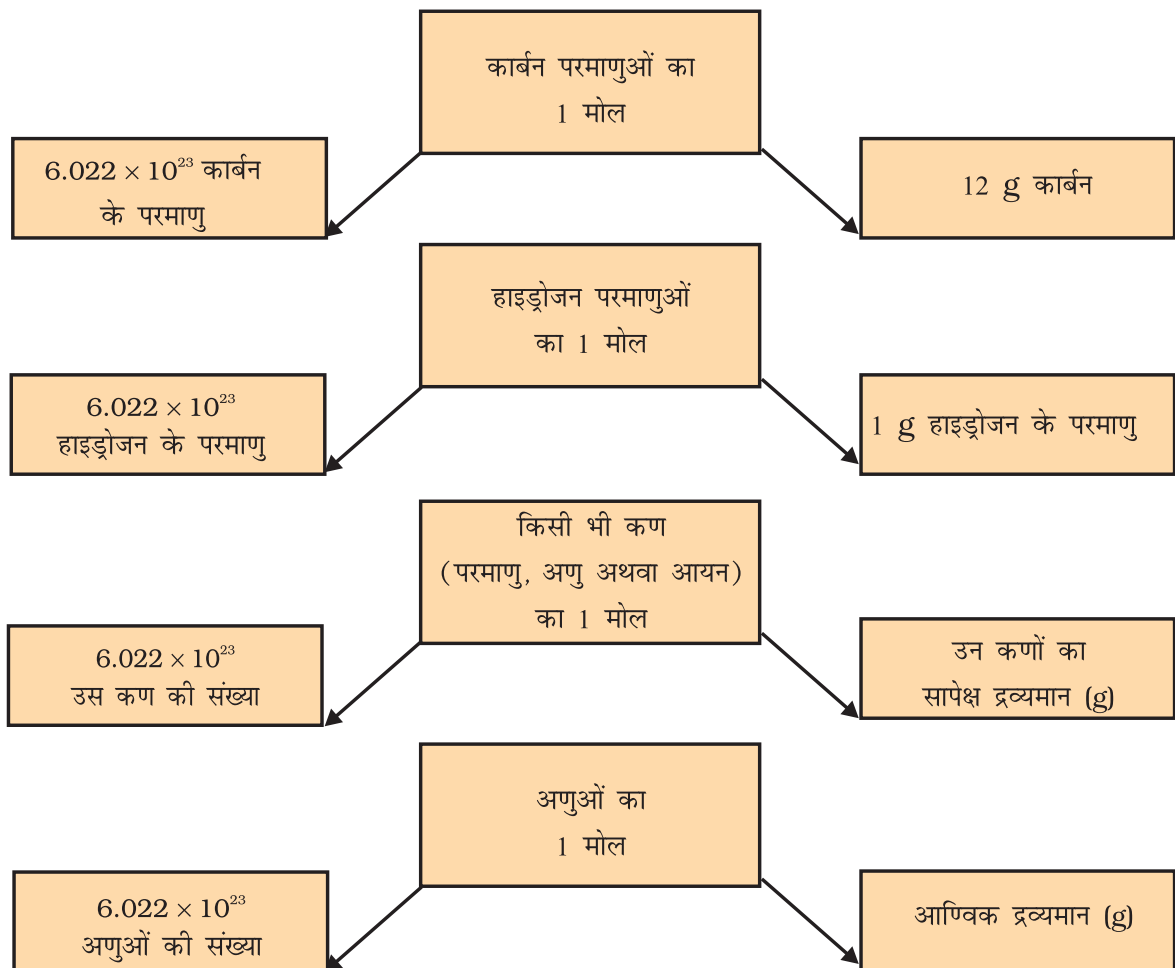 कार्बन परमाणुओं का
1 मोल
6.022 × 10²³ कार्बन
के परमाणु
12 g कार्बन
हाइड्रोजन परमाणुओं
का 1 मोल
6.022 × 10²³
हाइड्रोजन के परमाणु
1 g हाइड्रोजन के परमाणु
किसी भी कण
(परमाणु, अणु अथवा आयन)
का 1 मोल
6.022 × 10²³
उस कण की संख्या
उन कणों का
सापेक्ष द्रव्यमान (g)
अणुओं का
1 मोल
6.022 × 10²³
अणुओं की संख्या
आण्विक द्रव्यमान (g)